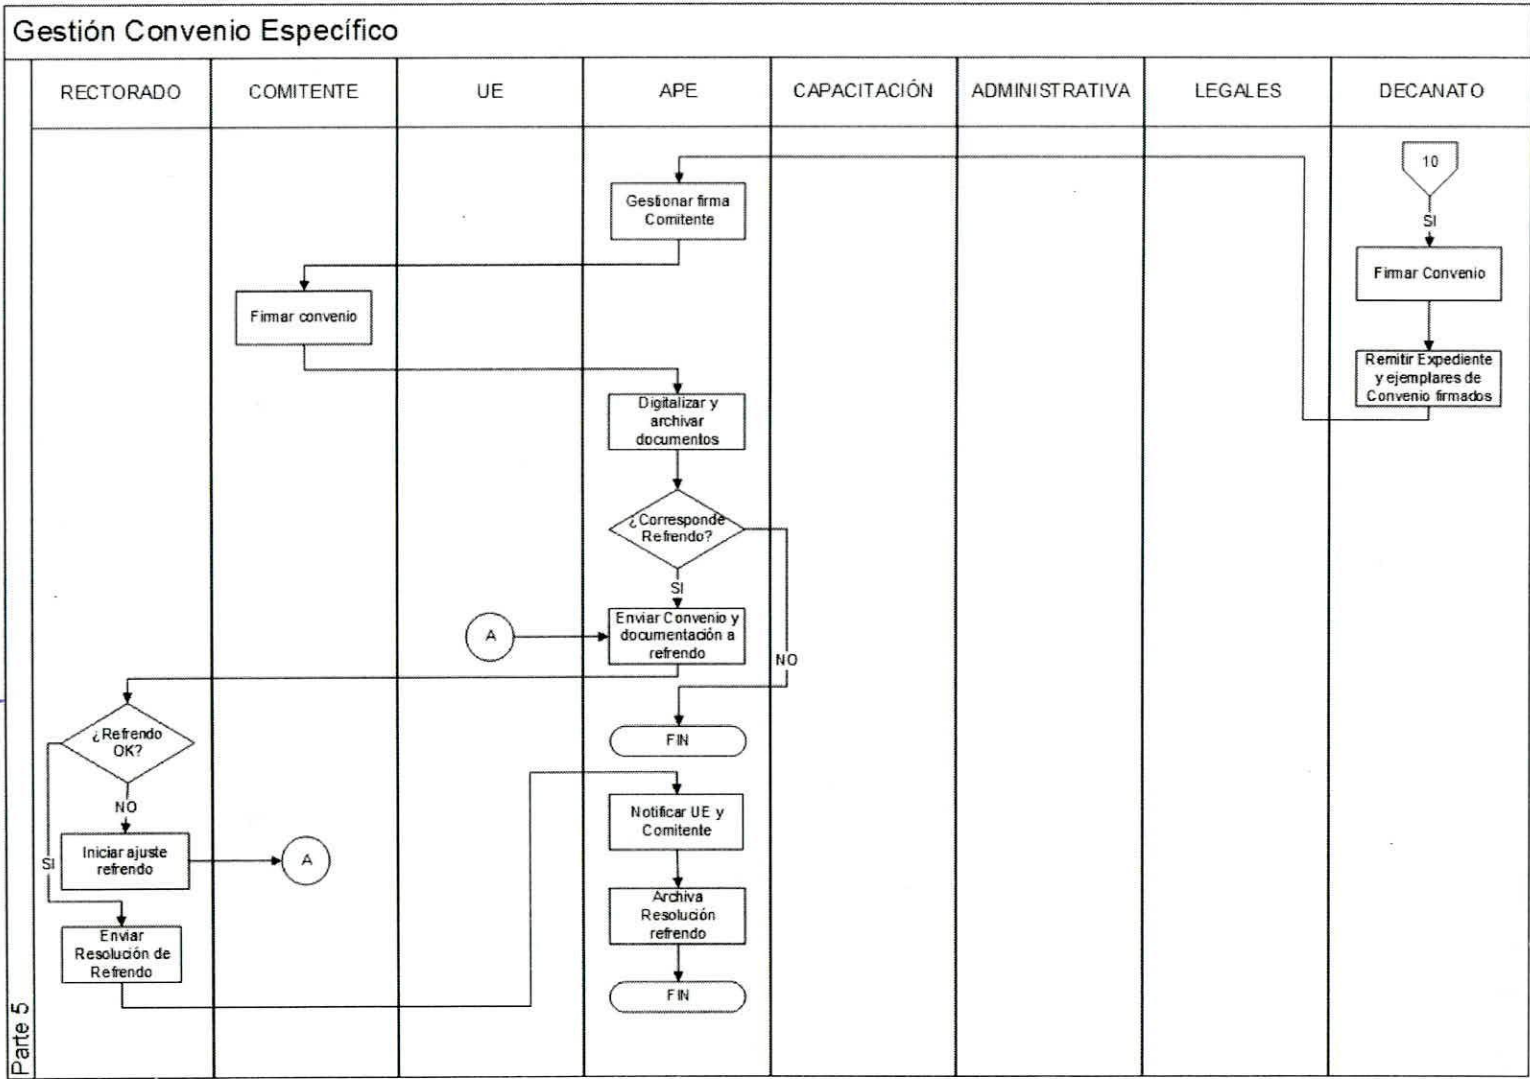 Gestión Convenio Específico
RECTORADO
COMITENTE
UE
APE
CAPACITACIÓN
ADMINISTRATIVA
LEGALES
DECANATO
10
SI
Firmar Convenio
Remitir Expediente
y ejemplares de
Convenio firmados
Gestionar firma
Comitente
Firmar convenio
Digitalizar y
archivar
documentos
¿Corresponde
Refrendo?
SI
NO
A
Enviar Convenio y
documentación a
refrendo
FIN
¿Refrendo
OK?
NO
SI
Iniciar ajuste
refrendo
A
Enviar
Resolución de
Refrendo
Notificar UE y
Comitente
Archiva
Resolución
refrendo
FIN
Parte 5